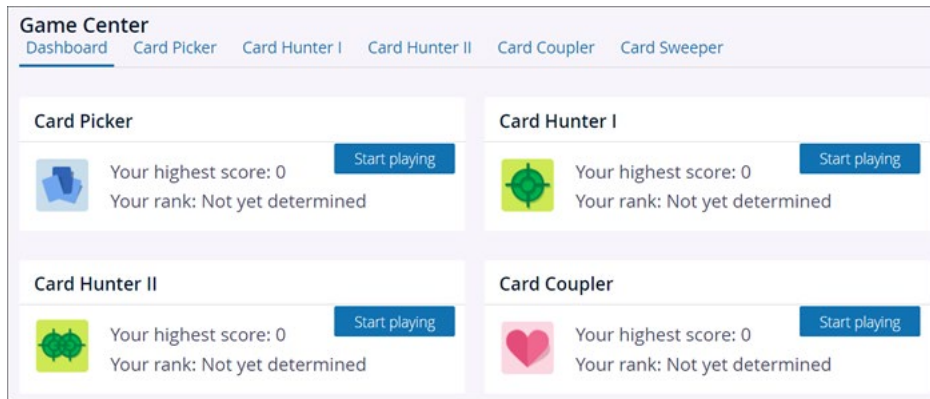 Game Center
Dashboard Card Picker Card Hunter I Card Hunter II Card Coupler Card Sweeper
Card Picker
Start playing
Your highest score: 0
Your rank: Not yet determined
Card Hunter I
Start playing
Your highest score: 0
Your rank: Not yet determined
Card Hunter II
Start playing
Your highest score: 0
Your rank: Not yet determined
Card Coupler
Start playing
Your highest score: 0
Your rank: Not yet determined